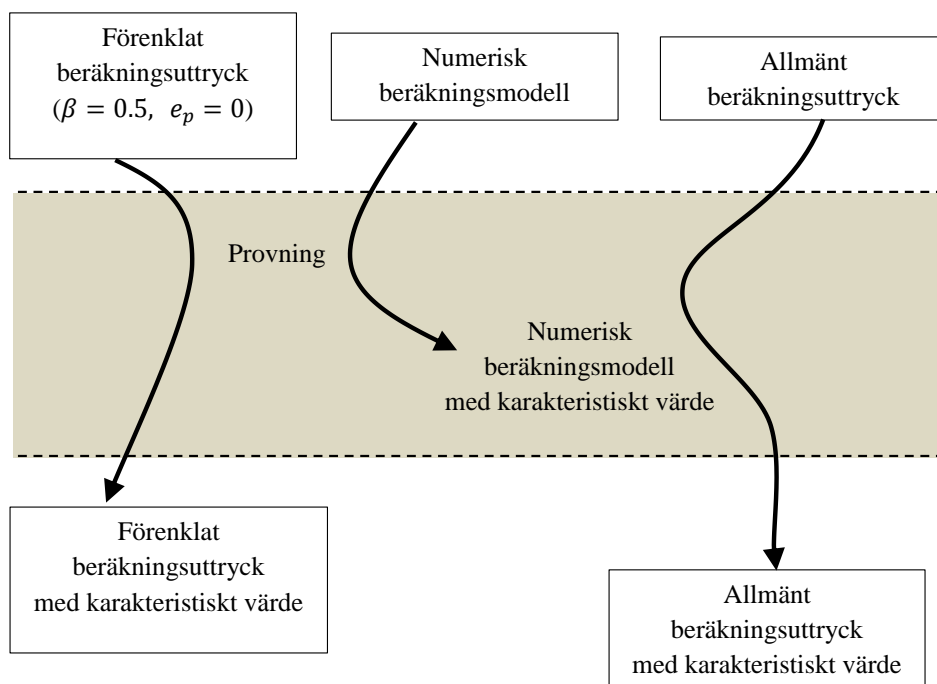 Förenklat
beräkningsuttryck
(𝛽 = 0.5, 𝑒𝑝 = 0)
Numerisk
beräkningsmodell
Allmänt
beräkningsuttryck
Provning
Numerisk
beräkningsmodell
med karakteristiskt värde
Förenklat
beräkningsuttryck
med karakteristiskt värde
Allmänt
beräkningsuttryck
med karakteristiskt värde